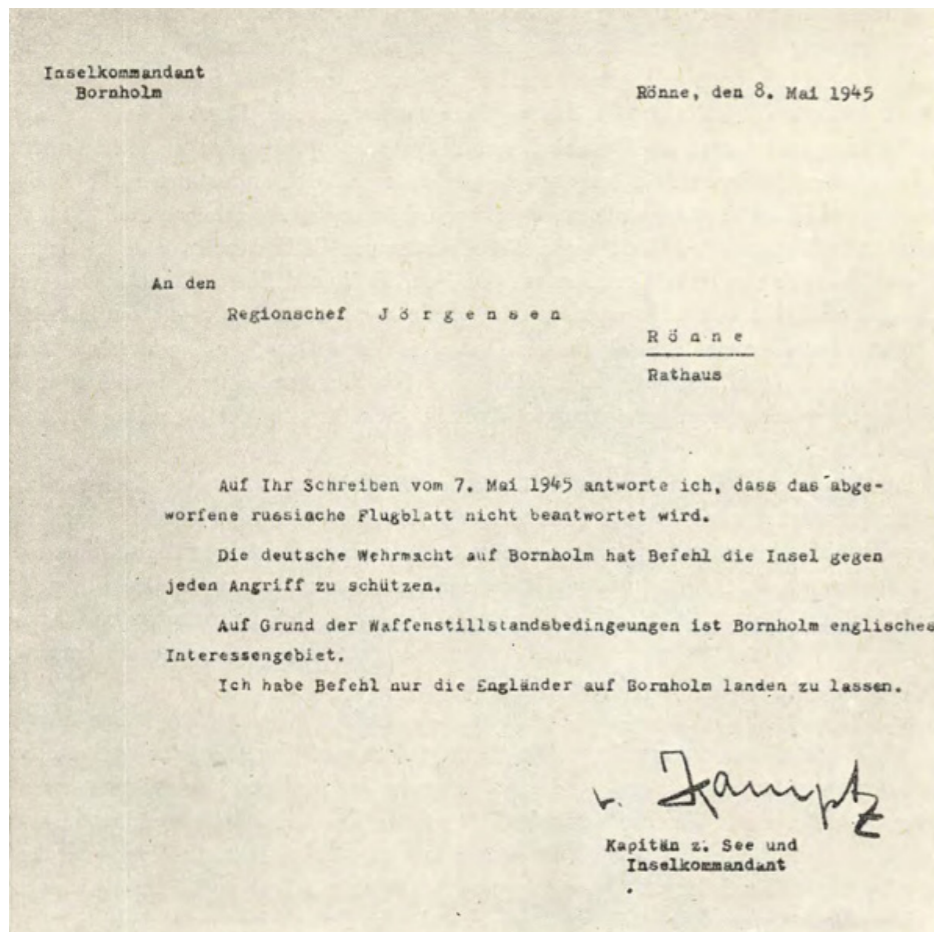 Inselkommandant
Bornholm
Rönne, den 8. Mai 1945
An den
Regionschef J ö r g e n s e n
R ö n n e
Rathaus
Auf Ihr Schreiben vom 7. Mai 1945 antworte ich, dass das abge-
worfene russische Flugblatt nicht beantwortet wird.
Die deutsche Wehrmacht auf Bornholm hat Befehl die Insel gegen
jeden Angriff zu schützen.
Auf Grund der Waffenstillstandsbedingeungen ist Bornholm englisches
Interessengebiet.
Ich habe Befehl nur die Engländer auf Bornholm landen zu lassen.
v. Kamptz
Kapitän z. See und
Inselkommandant